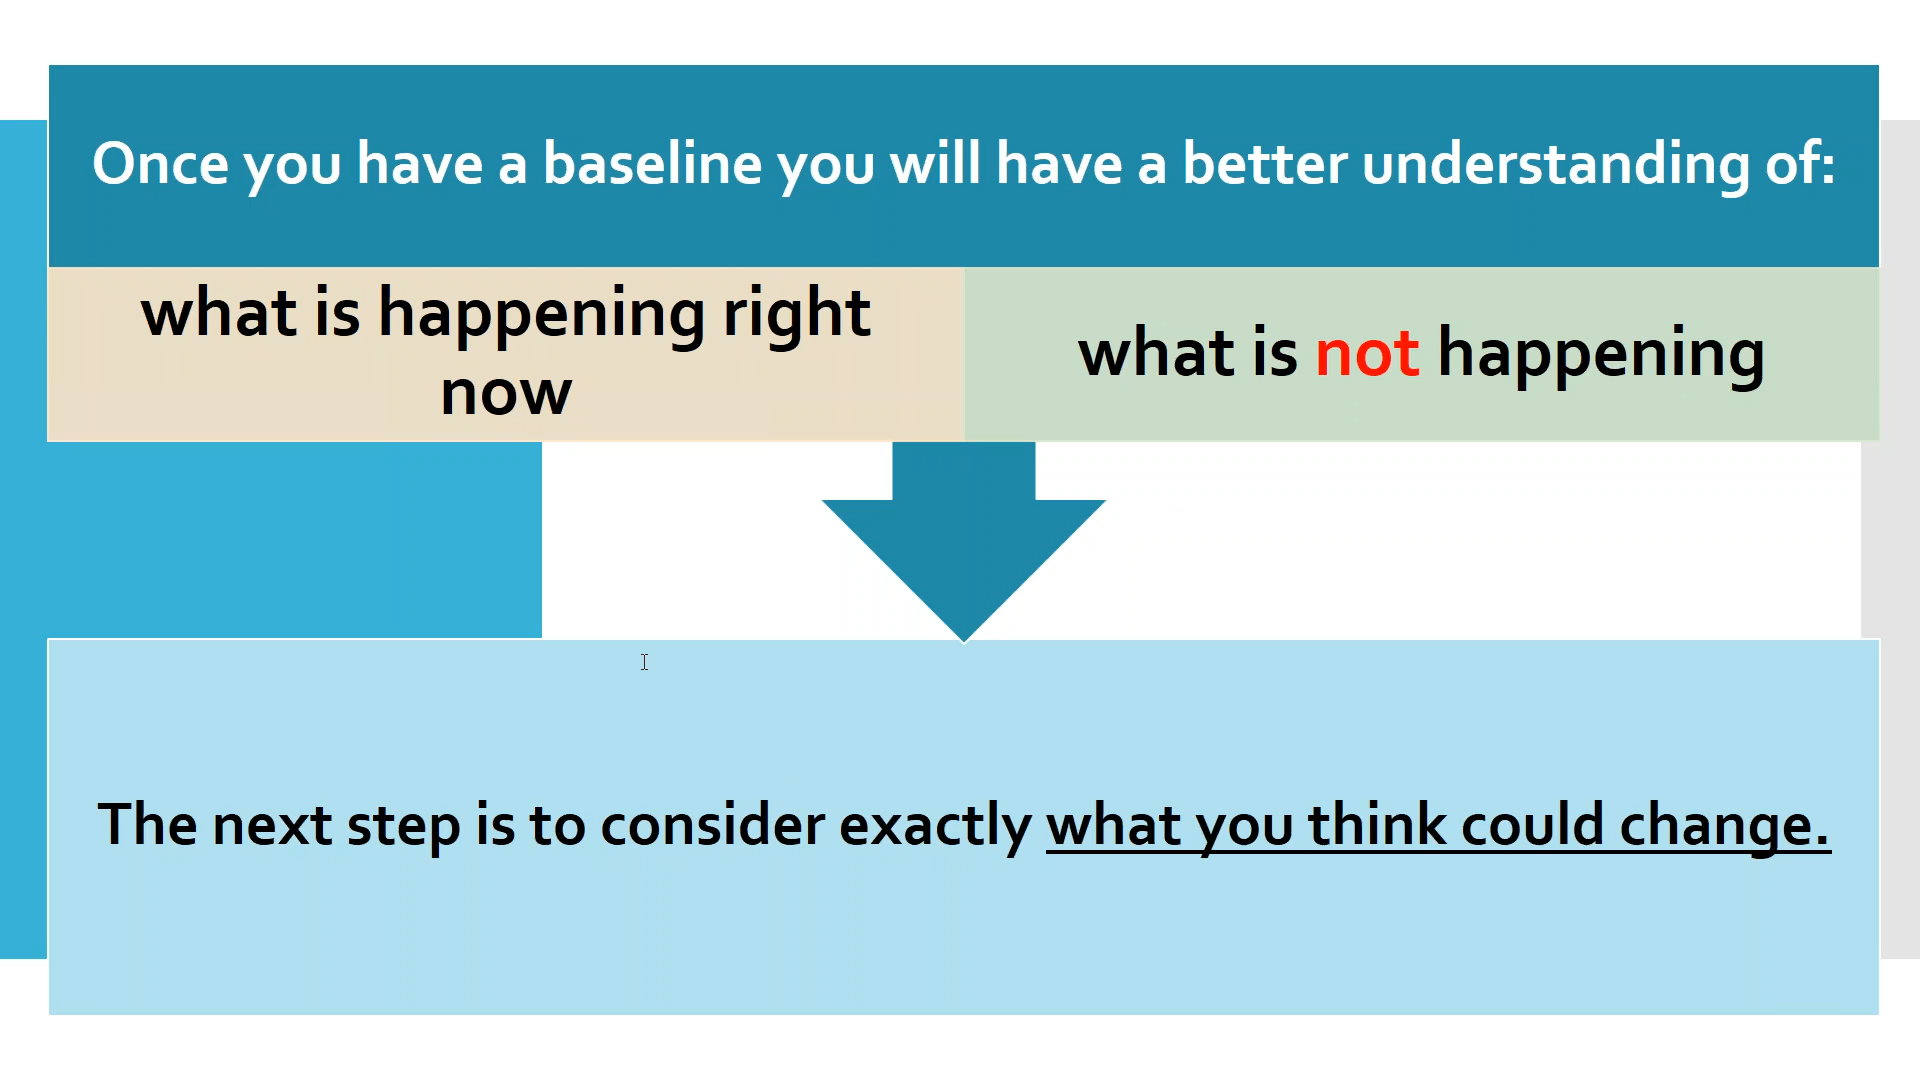 Once you have a baseline you will have a better understanding of:
what is happening right
now
what is not happening
The next step is to consider exactly what you think could change.